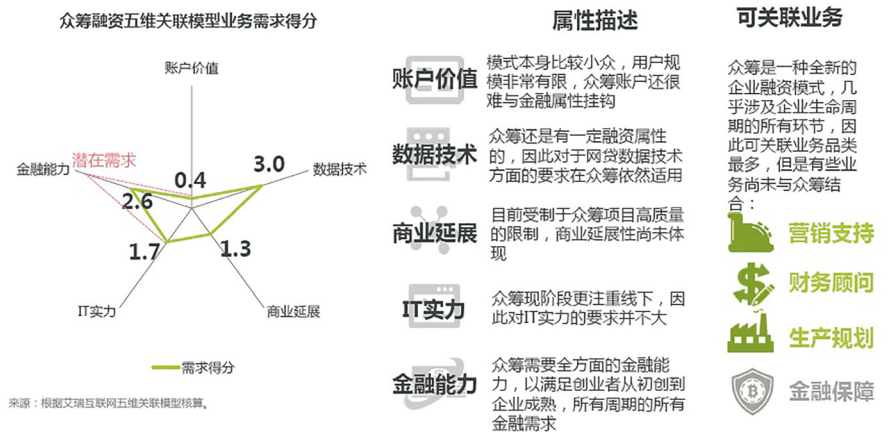 众筹融资五维关联模型业务需求得分
账户价值
潜在需求
金融能力
数据技术
0.4
3.0
2.6
1.7
1.3
IT实力
商业延展
需求得分
来源：根据艾瑞互联网五维关联模型核算。
属性描述
账户价值
模式本身比较小众，用户规
模非常有限，众筹账户还很
难与金融属性挂钩
数据技术
众筹还是有一定融资属性
的，因此对于网贷数据技术
方面的要求在众筹依然适用
商业延展
目前受制于众筹项目高质量
的限制，商业延展性尚未体
现
IT实力
众筹现阶段更注重线下，因
此对IT实力的要求并不大
金融能力
众筹需要全方面的金融能
力，以满足创业者从初创到
企业成熟，所有周期的所有
金融需求
可关联业务
众筹是一种全新的
企业融资模式，几
乎涉及企业生命周
期的所有环节，因
此可关联业务品类
最多，但是有些业
务尚未与众筹结
合：
营销支持
财务顾问
生产规划
金融保障